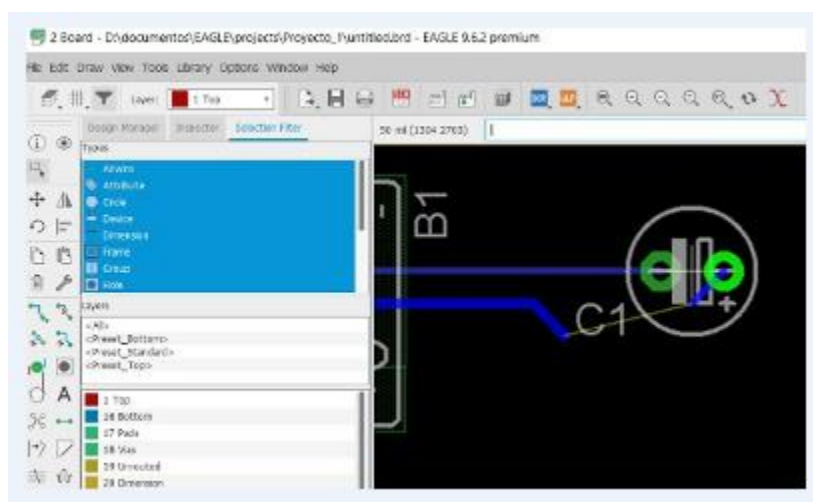 2 Board - D:\documentos\EAGLE\projects\Proyecto_1\untitled.brd - EAGLE 9.6.2 premium
File Edit Draw View Tools Library Options Window Help
Layer: 1 Top
Design Manager Inspector Selection Filter
50 mil (1304 2703)
Types
Airwire
Attribute
Circle
Device
Dimension
Frame
Group
Hole
Layers
<All>
<Preset_Bottom>
<Preset_Standard>
<Preset_Top>
1 Top
16 Bottom
17 Pads
18 Vias
19 Unrouted
20 Dimension
B1
C1